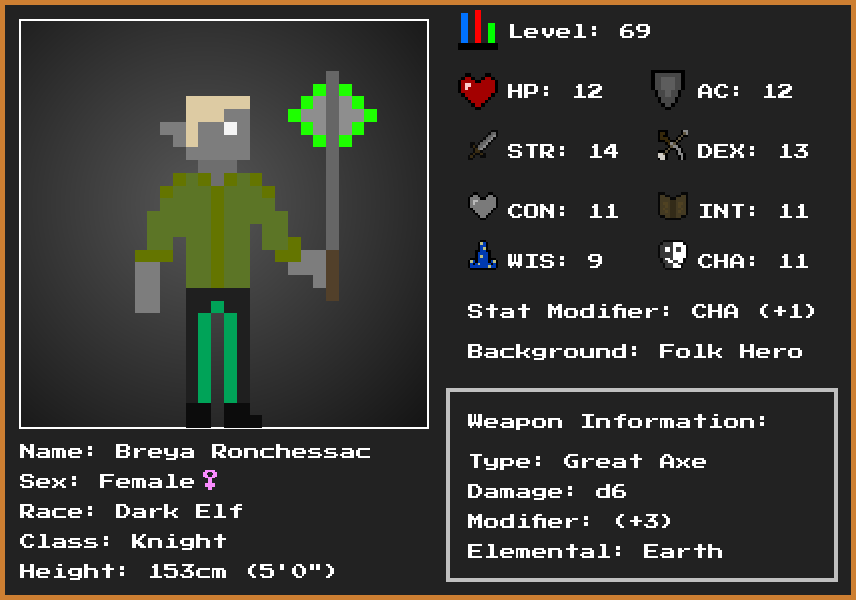 Level: 69
HP: 12
AC: 12
STR: 14
DEX: 13
CON: 11
INT: 11
WIS: 9
CHA: 11
Stat Modifier: CHA (+1)
Background: Folk Hero
Weapon Information:
Type: Great Axe
Damage: d6
Modifier: (+3)
Elemental: Earth
Name: Breya Ronchessac
Sex: Female♀
Race: Dark Elf
Class: Knight
Height: 153cm (5'0")